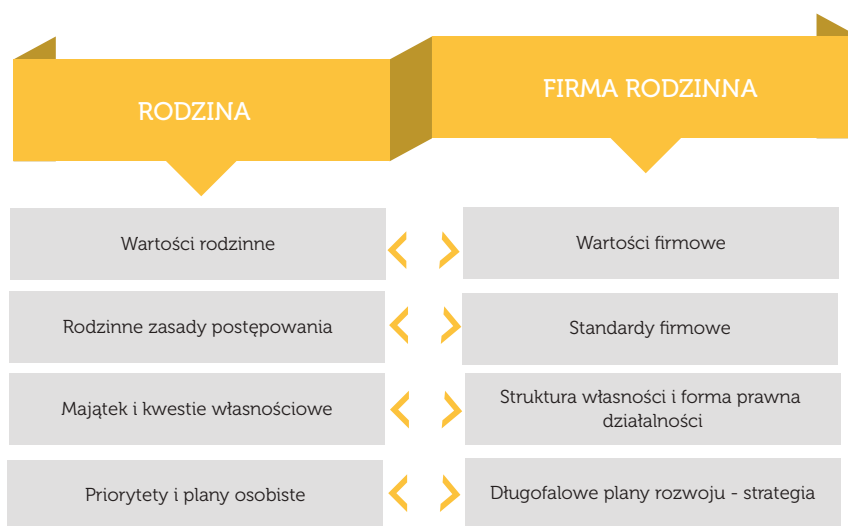 RODZINA
FIRMA RODZINNA
Wartości rodzinne
Wartości firmowe
Rodzinne zasady postępowania
Standardy firmowe
Majątek i kwestie własnościowe
Struktura własności i forma prawna
działalności
Priorytety i plany osobiste
Długofalowe plany rozwoju - strategia